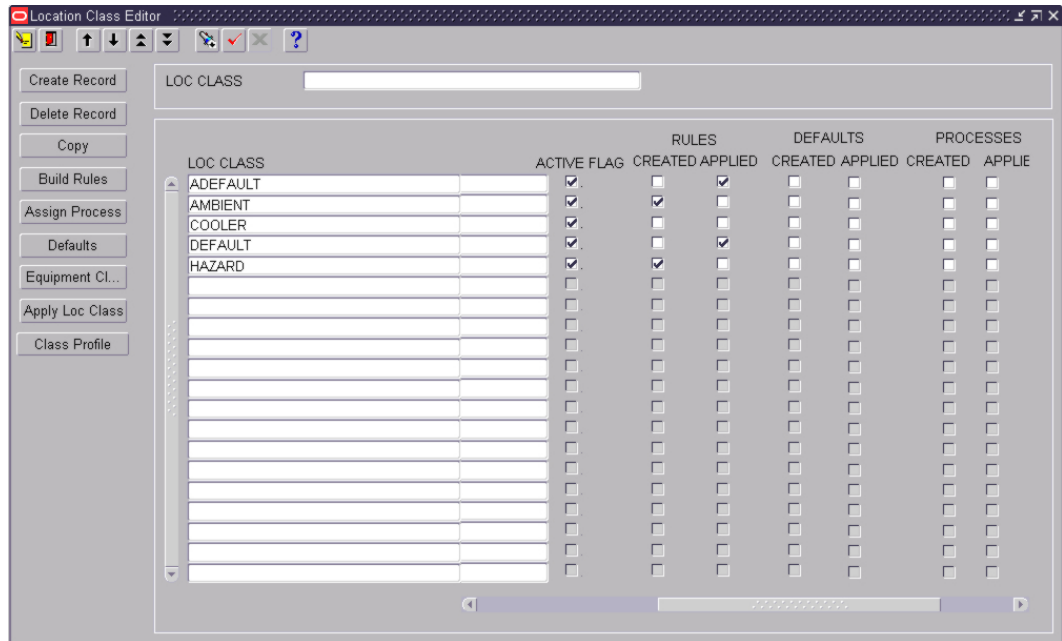 Location Class Editor
?
Create Record
LOC CLASS
Delete Record
Copy
Build Rules
Assign Process
Defaults
Equipment Cl...
Apply Loc Class
Class Profile
RULES DEFAULTS PROCESSES
LOC CLASS ACTIVE FLAG CREATED APPLIED CREATED APPLIED CREATED APPLIE
ADEFAULT
AMBIENT
COOLER
DEFAULT
HAZARD